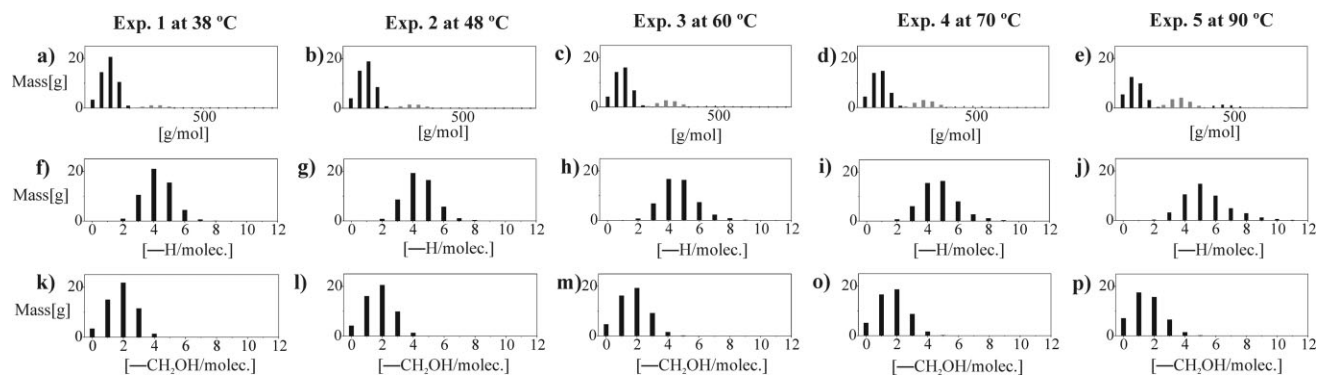 Exp. 1 at 38 ºC Exp. 2 at 48 ºC Exp. 3 at 60 ºC Exp. 4 at 70 ºC Exp. 5 at 90 ºC
a) b) c) d) e)
20 20 20 20 20
Mass[g]
0 0 0 0 0
500 500 500 500 500
[g/mol] [g/mol] [g/mol] [g/mol] [g/mol]
f) g) h) i) j)
20 20 20 20 20
Mass[g]
0 0 0 0 0
0 2 4 6 8 10 12 0 2 4 6 8 10 12 0 2 4 6 8 10 12 0 2 4 6 8 10 12 0 2 4 6 8 10 12
[—H/molec.] [—H/molec.] [—H/molec.] [—H/molec.] [—H/molec.]
k) l) m) o) p)
20 20 20 20 20
Mass[g]
0 0 0 0 0
0 2 4 6 8 10 12 0 2 4 6 8 10 12 0 2 4 6 8 10 12 0 2 4 6 8 10 12 0 2 4 6 8 10 12
[—CH₂OH/molec.] [—CH₂OH/molec.] [—CH₂OH/molec.] [—CH₂OH/molec.] [—CH₂OH/molec.]